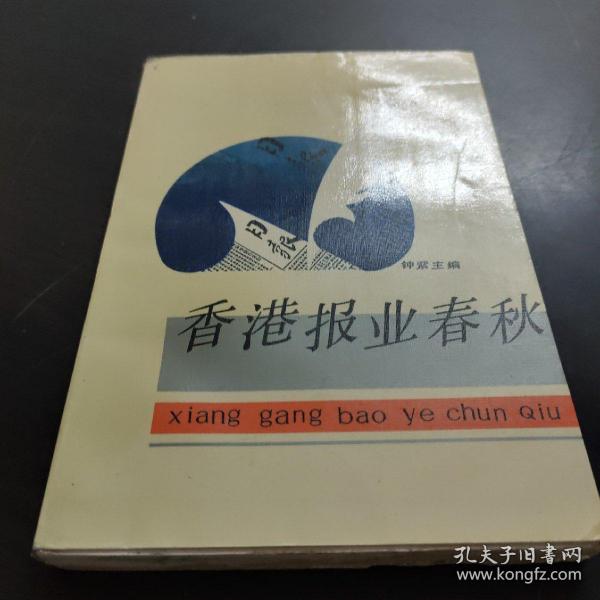 钟紫主编
香港报业春秋
xiang gang bao ye chun Qiu
孔夫子旧書网
www.kongfz.com